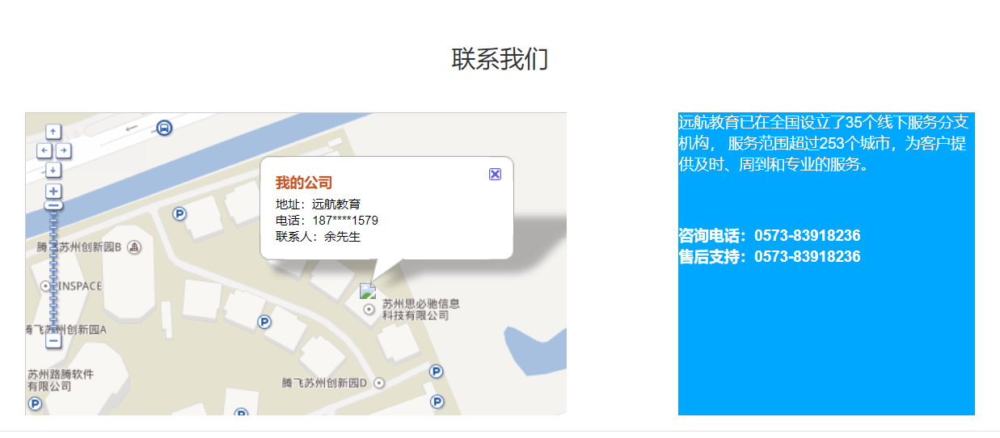 联系我们
我的公司
地址：远航教育
电话：187****1579
联系人：余先生
腾飞苏州创新园B
INSPACE
腾飞苏州创新园A
苏州路腾软件
有限公司
苏州思必驰信息
科技有限公司
腾飞苏州创新园D
P
P
P
P
P
P
远航教育已在全国设立了35个线下服务分支
机构， 服务范围超过253个城市，为客户提
供及时、周到和专业的服务。
咨询电话：0573-83918236
售后支持：0573-83918236